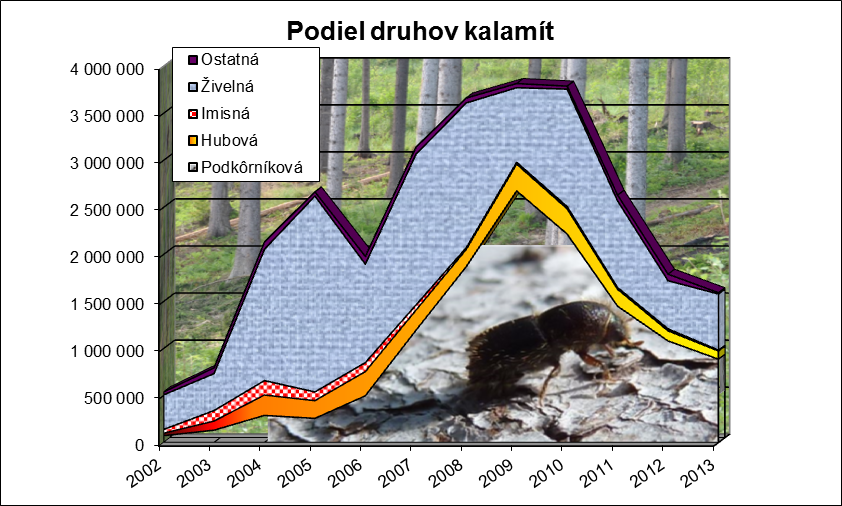 Podiel druhov kalamít
Ostatná
Živelná
Imisná
Hubová
Podkôrniková
4 000 000
3 500 000
3 000 000
2 500 000
2 000 000
1 500 000
1 000 000
500 000
0
2002 2003 2004 2005 2006 2007 2008 2009 2010 2011 2012 2013